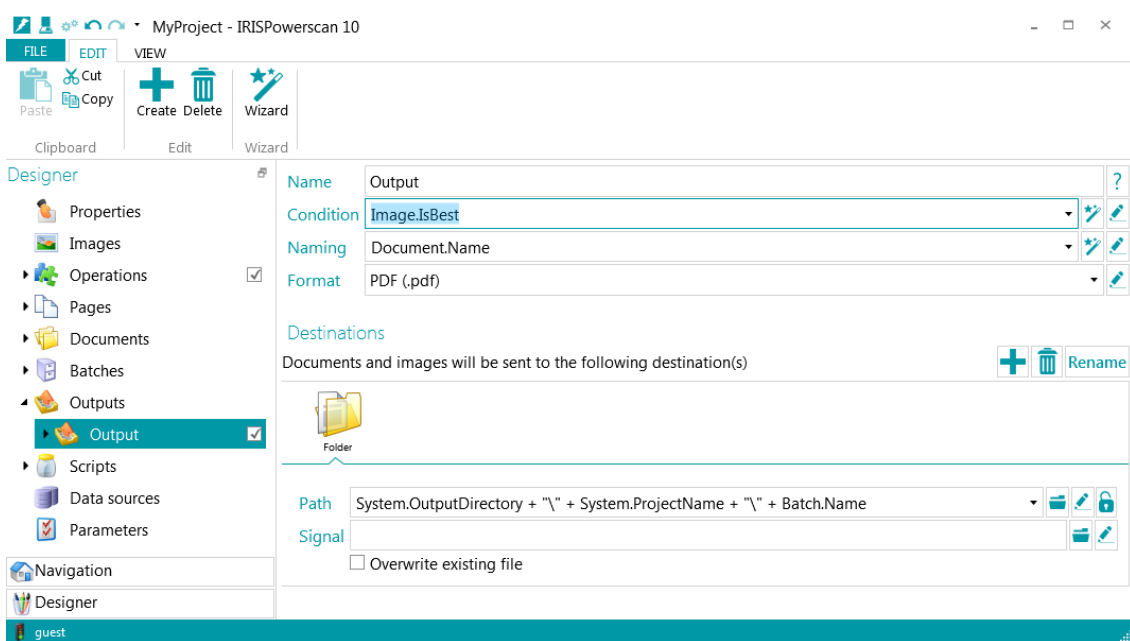 MyProject - IRISPowerscan 10
FILE EDIT VIEW
Paste
Cut
Copy
Create Delete
Wizard
Clipboard Edit Wizard
Designer
Properties
Images
Operations
Pages
Documents
Batches
Outputs
Output
Scripts
Data sources
Parameters
Navigation
Designer
guest
Name Output ?
Condition Image.IsBest
Naming Document.Name
Format PDF (.pdf)
Destinations
Documents and images will be sent to the following destination(s) Rename
Folder
Path System.OutputDirectory + "\" + System.ProjectName + "\" + Batch.Name
Signal
Overwrite existing file